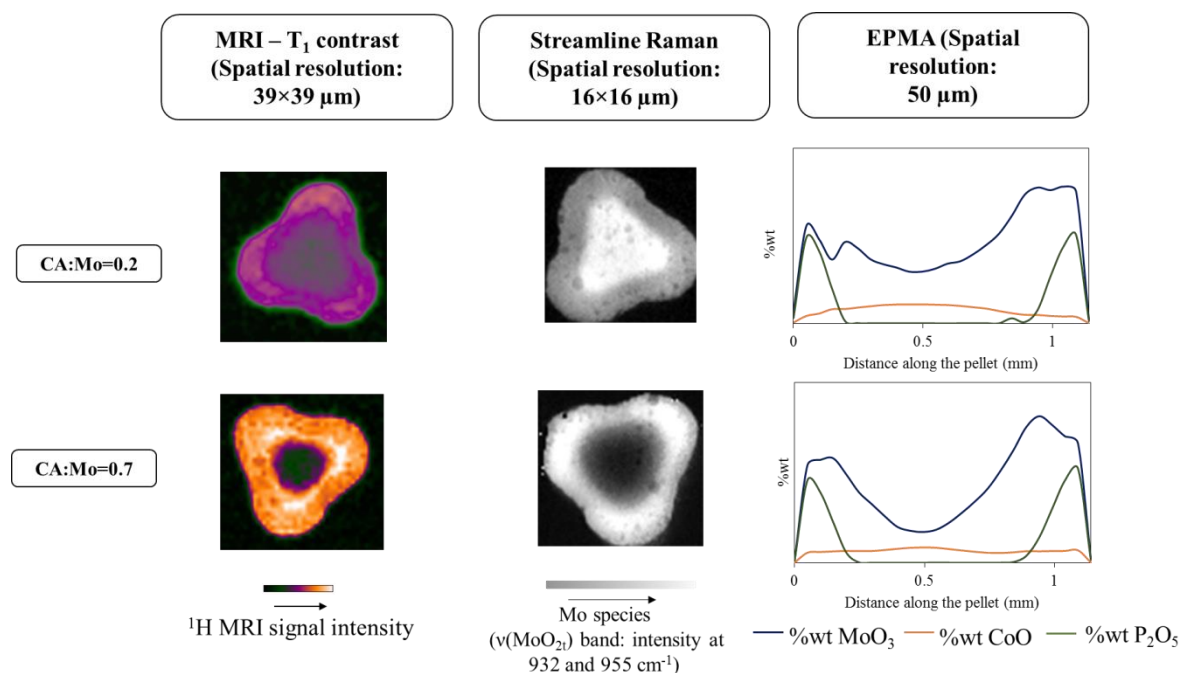 MRI – T₁ contrast
(Spatial resolution:
39×39 µm)
Streamline Raman
(Spatial resolution:
16×16 µm)
EPMA (Spatial
resolution:
50 µm)
CA:Mo=0.2
%wt
0
0.5
1
Distance along the pellet (mm)
CA:Mo=0.7
%wt
0
0.5
1
Distance along the pellet (mm)
¹H MRI signal intensity
Mo species
(ν(MoO₂ₜ) band: intensity at
932 and 955 cm⁻¹)
%wt MoO₃
%wt CoO
%wt P₂O₅